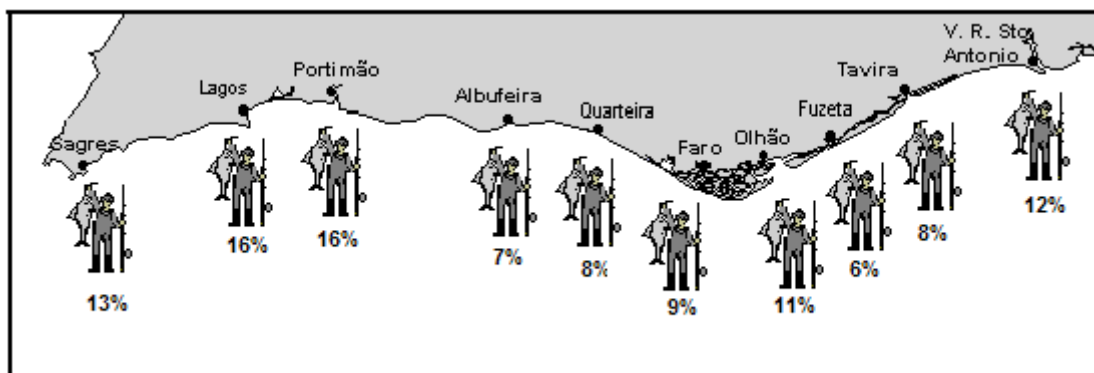 V. R. Sto
Antonio
Portimão
Tavira
Lagos
Albufeira
Quarteira
Fuzeta
Olhão
Faro
Sagres
13%
16%
16%
7%
8%
9%
11%
6%
8%
12%